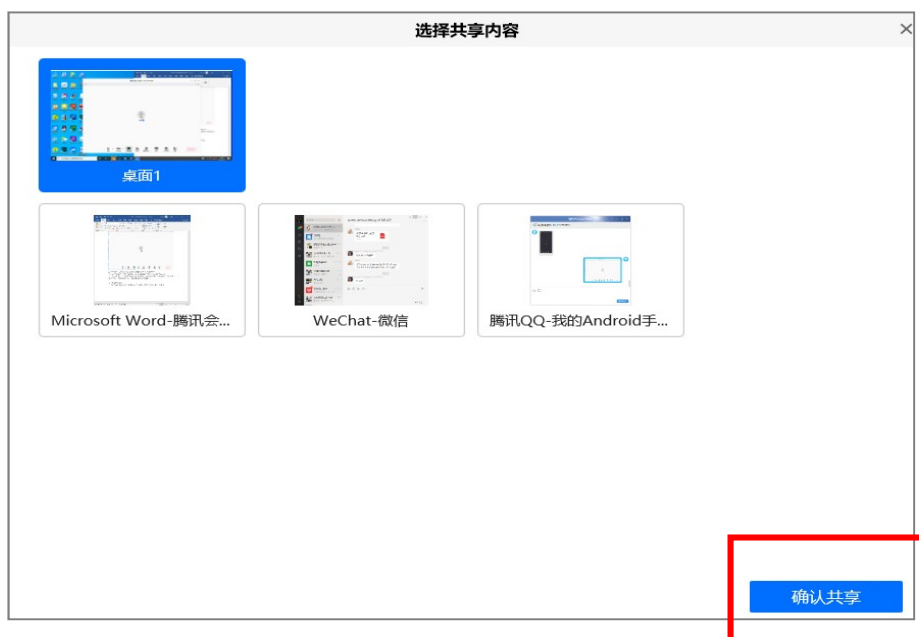 选择共享内容
桌面1
Microsoft Word-腾讯会...
WeChat-微信
腾讯QQ-我的Android手...
确认共享